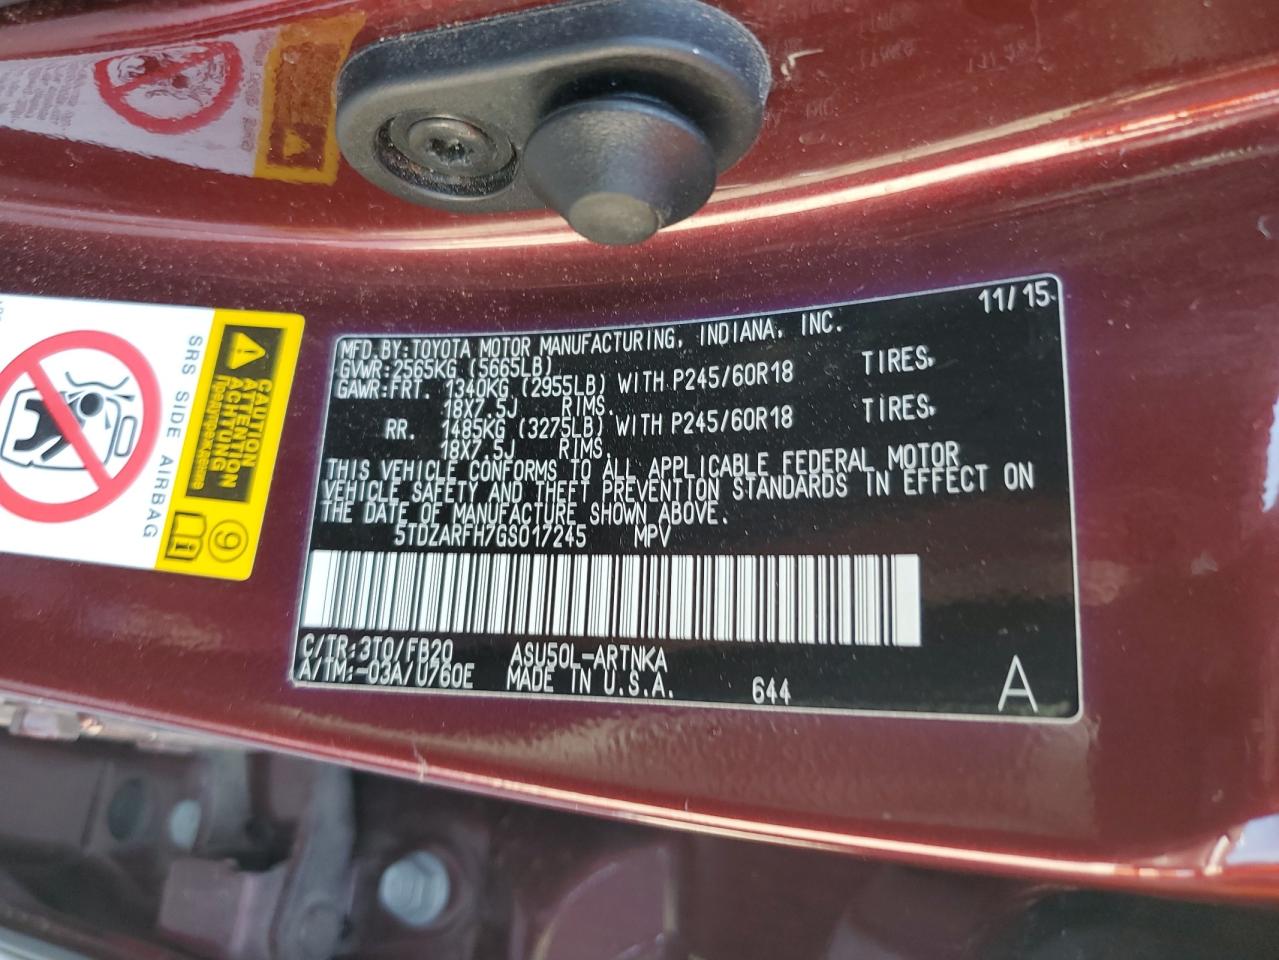 11/15
MFD.BY:TOYOTA MOTOR MANUFACTURING, INDIANA, INC.
GVWR:2565KG (5665LB)
GAWR:FRT. 1340KG (2955LB) WITH P245/60R18 TIRES,
18X7.5J RIMS.
RR. 1485KG (3275LB) WITH P245/60R18 TIRES,
18X7.5J RIMS.
THIS VEHICLE CONFORMS TO ALL APPLICABLE FEDERAL MOTOR
VEHICLE SAFETY AND THEFT PREVENTION STANDARDS IN EFFECT ON
THE DATE OF MANUFACTURE SHOWN ABOVE.
5TDZARFH7GS017245 MPV
C/TR:3T0/FB20 ASU50L-ARTNKA
A/TM:-03A/U760E MADE IN U.S.A. 644 A
SRS SIDE AIRBAG
CAUTION
ATTENTION
ACHTUNG
9